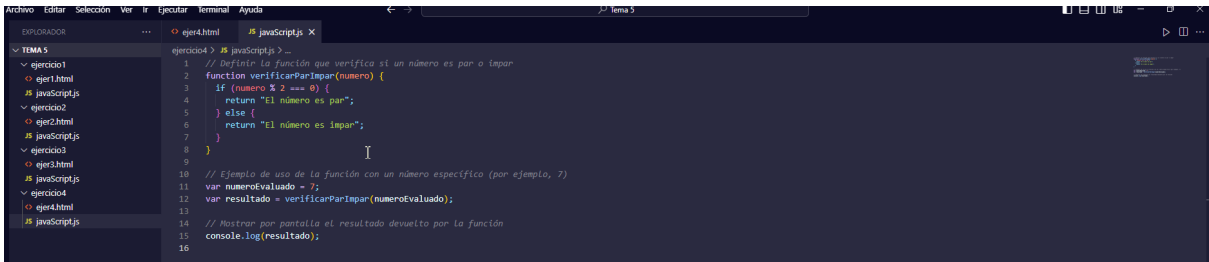 Archivo Editar Selección Ver Ir Ejecutar Terminal Ayuda
Tema 5
EXPLORADOR
ejer4.html
JS javaScript.js
TEMA 5
ejercicio4 > JS javaScript.js > ...
ejercicio1
ejer1.html
JS javaScript.js
ejercicio2
ejer2.html
JS javaScript.js
ejercicio3
ejer3.html
JS javaScript.js
ejercicio4
ejer4.html
JS javaScript.js
1 // Definir la función que verifica si un número es par o impar
2 function verificarParImpar(numero) {
3 if (numero % 2 === 0) {
4 return "El número es par";
5 } else {
6 return "El número es impar";
7 }
8 }
9
10 // Ejemplo de uso de la función con un número específico (por ejemplo, 7)
11 var numeroEvaluado = 7;
12 var resultado = verificarParImpar(numeroEvaluado);
13
14 // Mostrar por pantalla el resultado devuelto por la función
15 console.log(resultado);
16